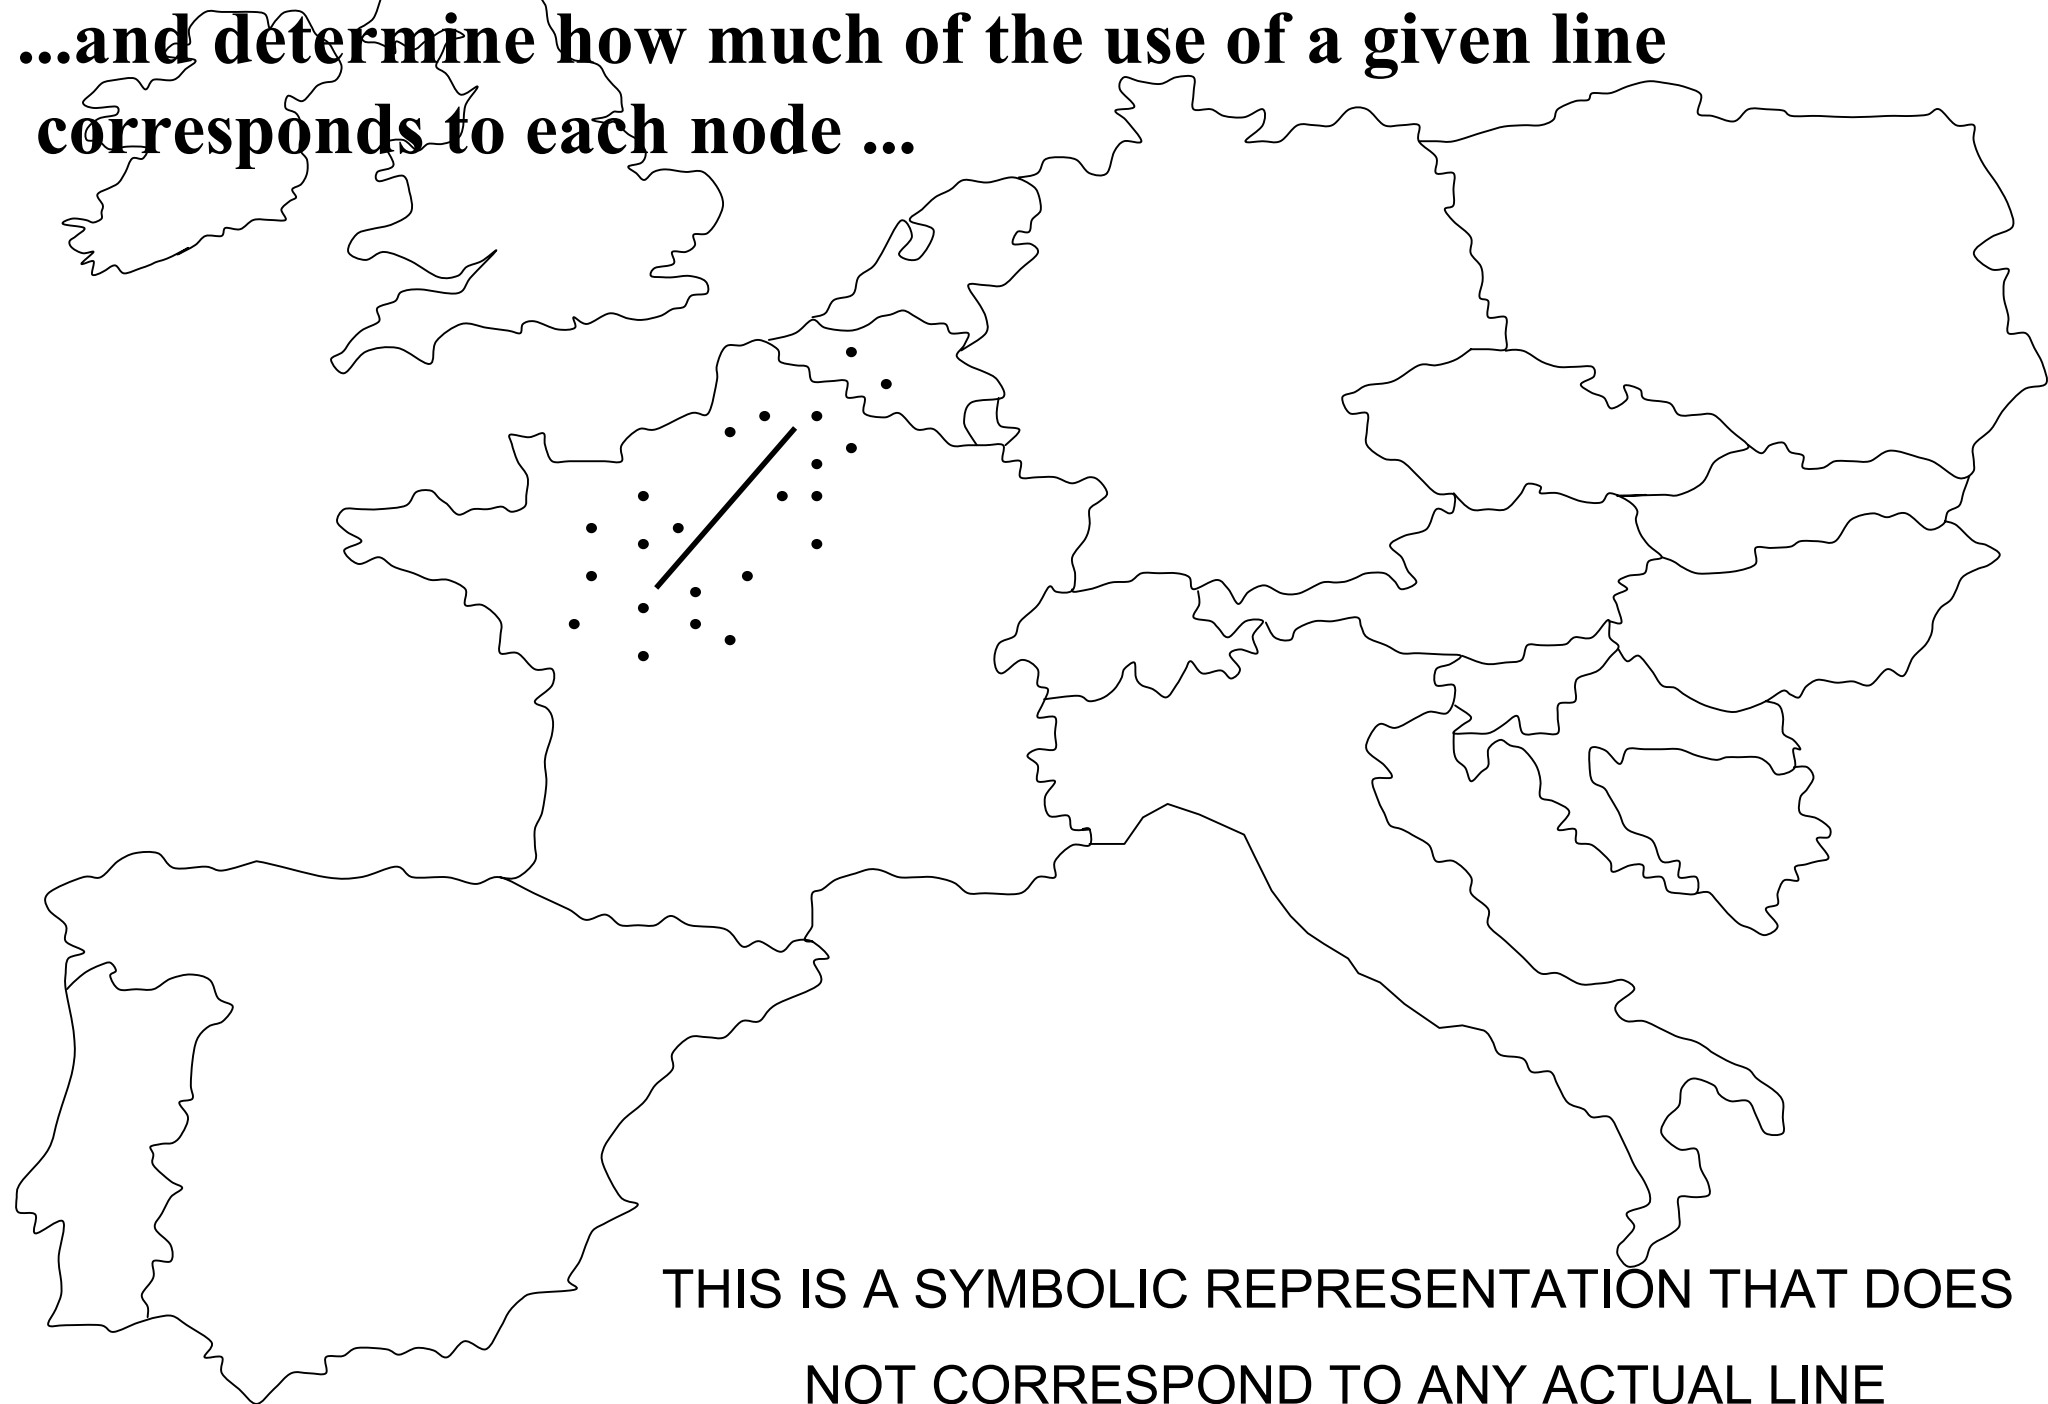 ...and determine how much of the use of a given line
corresponds to each node ...
THIS IS A SYMBOLIC REPRESENTATION THAT DOES
NOT CORRESPOND TO ANY ACTUAL LINE